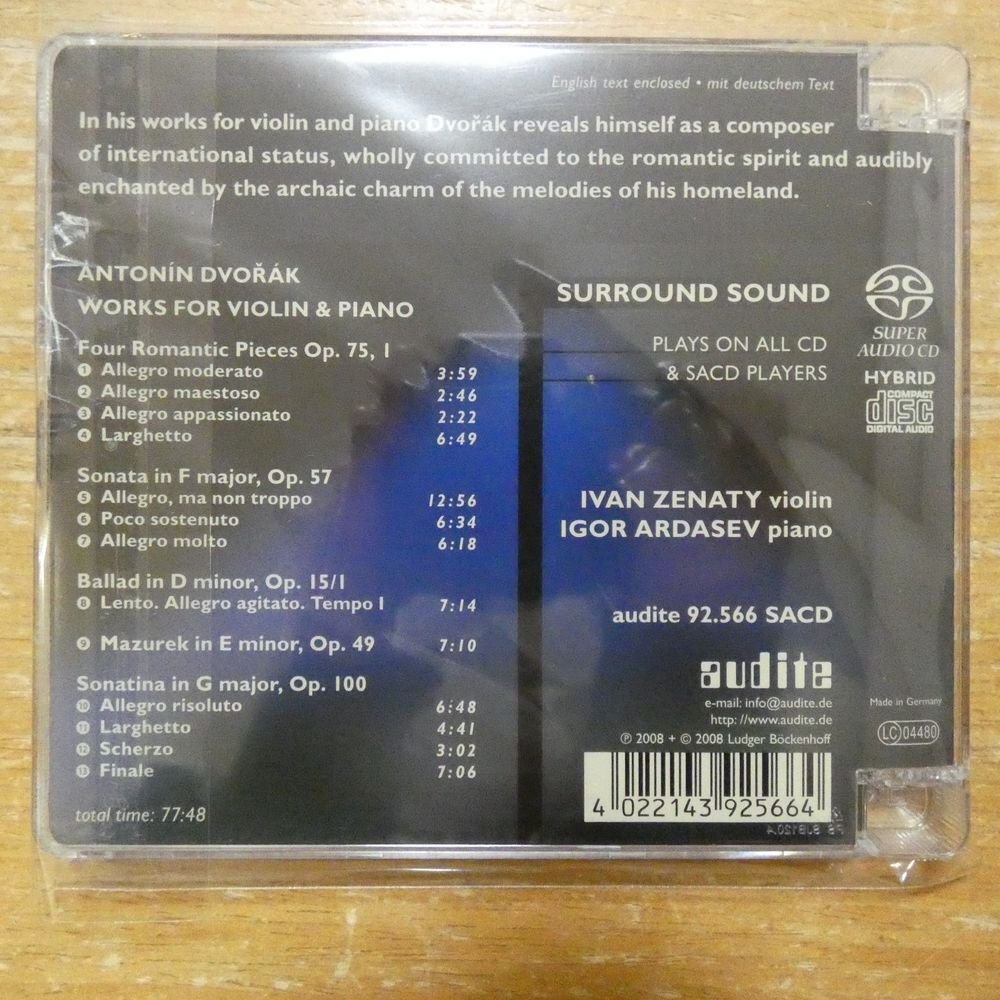 English text enclosed • mit deutschem Text
In his works for violin and piano Dvořák reveals himself as a composer
of international status, wholly committed to the romantic spirit and audibly
enchanted by the archaic charm of the melodies of his homeland.
ANTONÍN DVOŘÁK
WORKS FOR VIOLIN & PIANO
Four Romantic Pieces Op. 75, 1
1 Allegro moderato 3:59
2 Allegro maestoso 2:46
3 Allegro appassionato 2:22
4 Larghetto 6:49
Sonata in F major, Op. 57
5 Allegro, ma non troppo 12:56
6 Poco sostenuto 6:34
7 Allegro molto 6:18
Ballad in D minor, Op. 15/1
8 Lento. Allegro agitato. Tempo I 7:14
9 Mazurek in E minor, Op. 49 7:10
Sonatina in G major, Op. 100
10 Allegro risoluto 6:48
11 Larghetto 4:41
12 Scherzo 3:02
13 Finale 7:06
total time: 77:48
SURROUND SOUND
PLAYS ON ALL CD
& SACD PLAYERS
SUPER
AUDIO CD
HYBRID
COMPACT
disc
DIGITAL AUDIO
IVAN ZENATY violin
IGOR ARDASEV piano
audite 92.566 SACD
audite
e-mail: info@audite.de
http: //www.audite.de
℗ 2008 + © 2008 Ludger Böckenhoff
Made in Germany
LC 04480
4 022143 925664